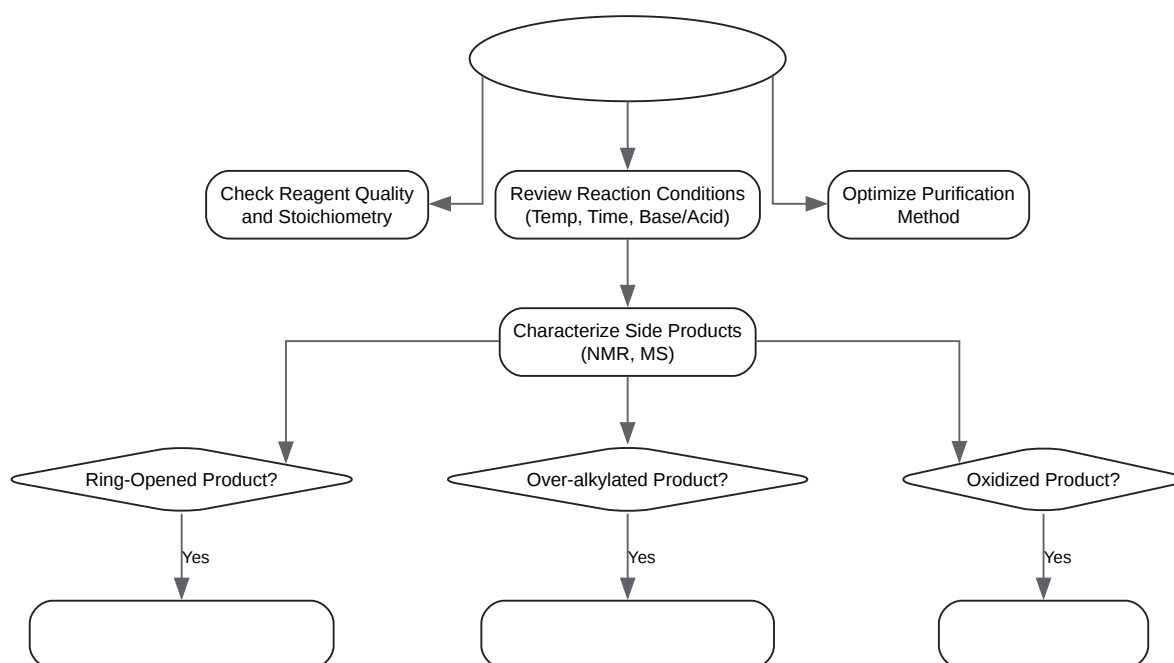 Check Reagent Quality
and Stoichiometry
Review Reaction Conditions
(Temp, Time, Base/Acid)
Optimize Purification
Method
Characterize Side Products
(NMR, MS)
Ring-Opened Product?
Over-alkylated Product?
Oxidized Product?
Yes
Yes
Yes